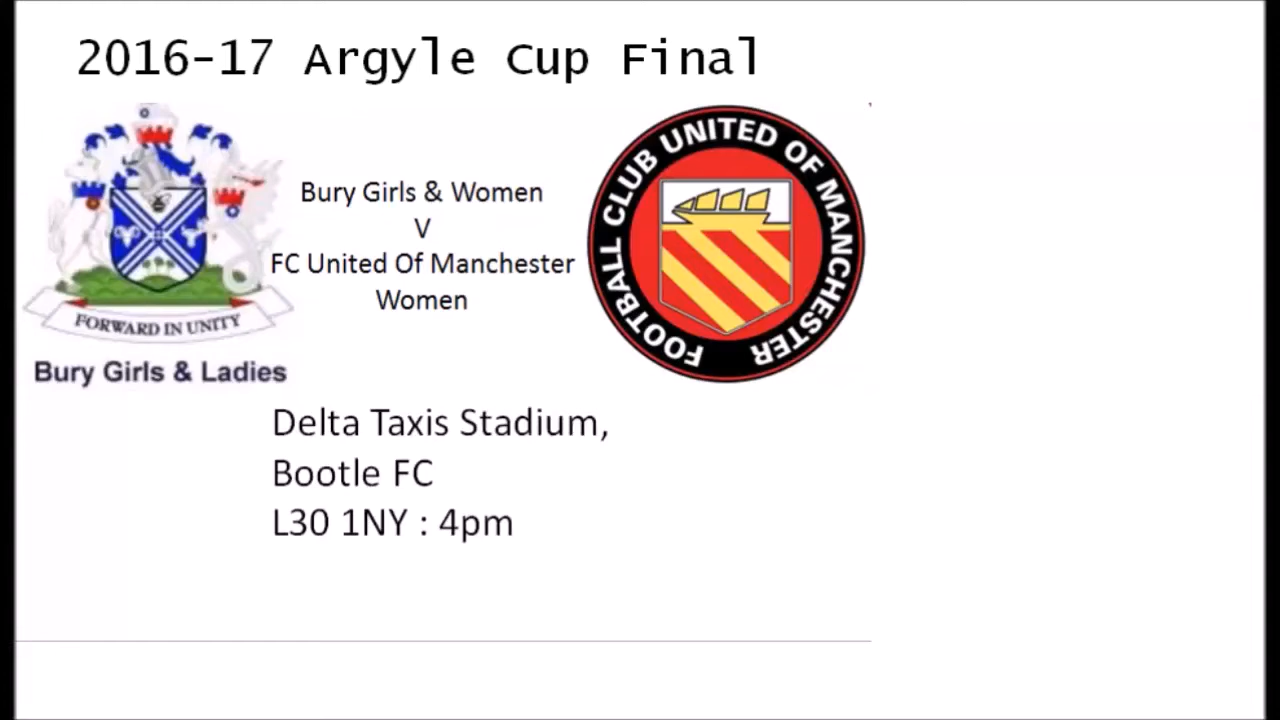 2016-17 Argyle Cup Final
Bury Girls & Women
V
FC United Of Manchester
Women
FORWARD IN UNITY
Bury Girls & Ladies
FOOTBALL CLUB UNITED OF MANCHESTER
Delta Taxis Stadium,
Bootle FC
L30 1NY : 4pm